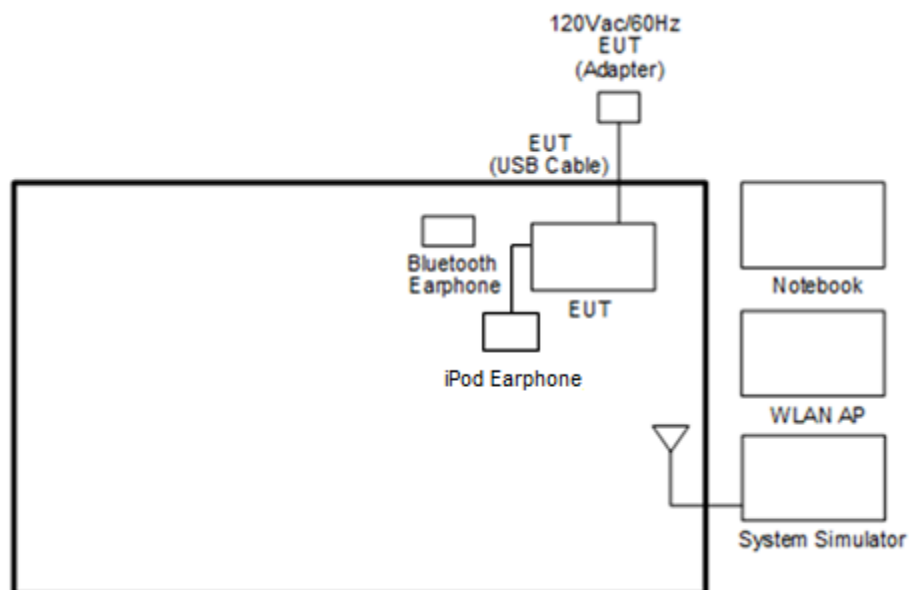 120Vac/60Hz
EUT
(Adapter)
EUT
(USB Cable)
Bluetooth
Earphone
EUT
iPod Earphone
Notebook
WLAN AP
System Simulator